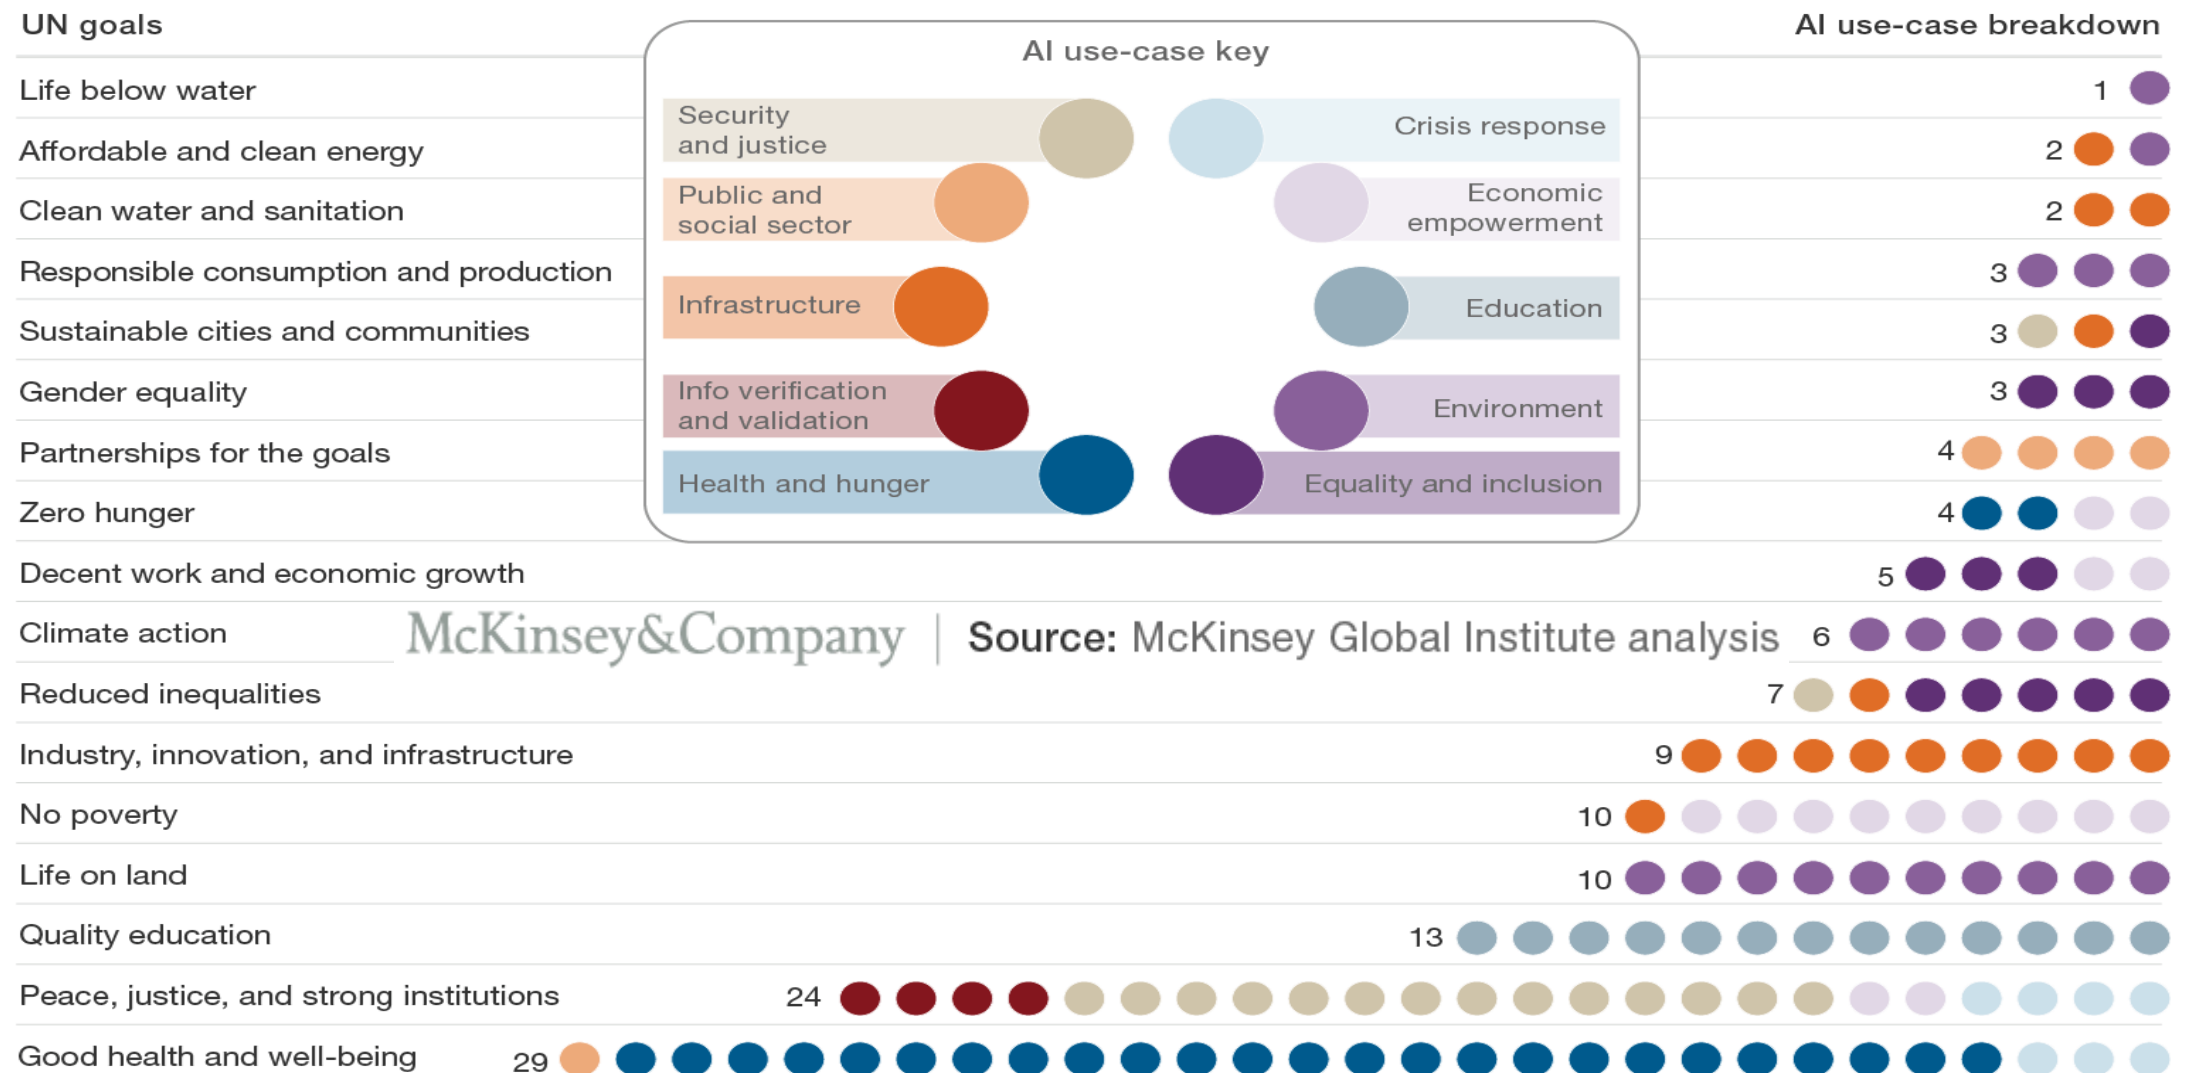 UN goals
AI use-case breakdown
AI use-case key
Security
and justice
Public and
social sector
Infrastructure
Info verification
and validation
Health and hunger
Crisis response
Economic
empowerment
Education
Environment
Equality and inclusion
Life below water 1
Affordable and clean energy 2
Clean water and sanitation 2
Responsible consumption and production 3
Sustainable cities and communities 3
Gender equality 3
Partnerships for the goals 4
Zero hunger 4
Decent work and economic growth 5
Climate action 6
McKinsey&Company | Source: McKinsey Global Institute analysis
Reduced inequalities 7
Industry, innovation, and infrastructure 9
No poverty 10
Life on land 10
Quality education 13
Peace, justice, and strong institutions 24
Good health and well-being 29